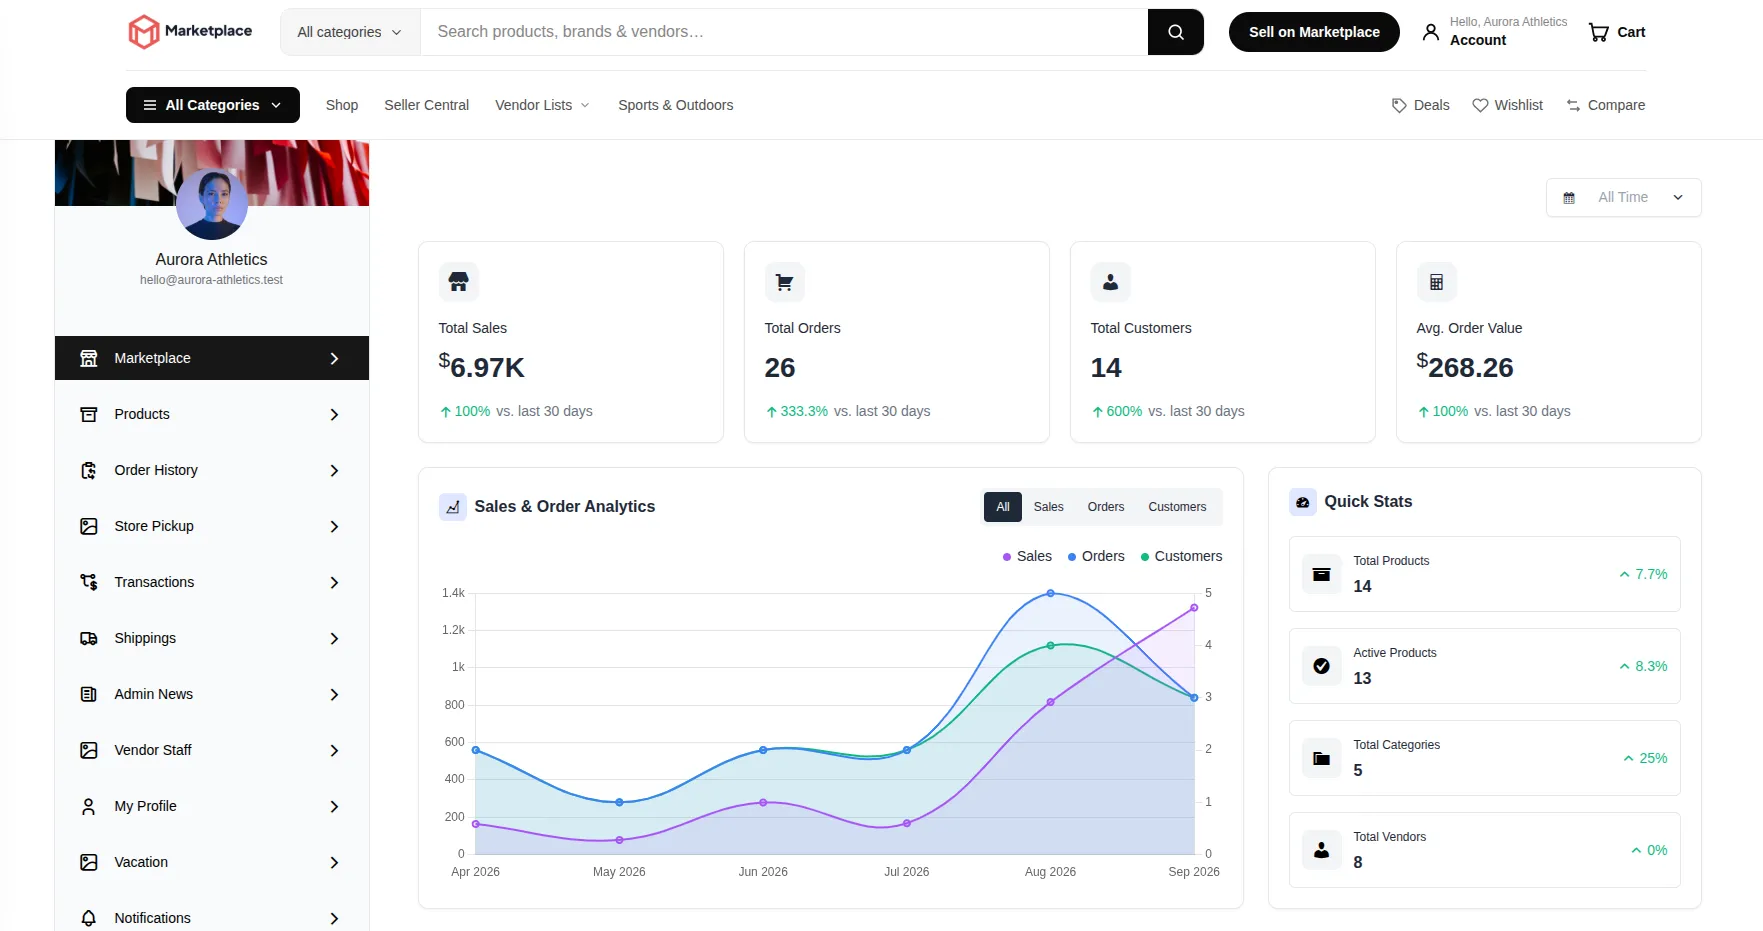 Marketplace
All categories
Search products, brands & vendors…
Sell on Marketplace
Hello, Aurora Athletics
Account
Cart
All Categories
Shop
Seller Central
Vendor Lists
Sports & Outdoors
Deals
Wishlist
Compare
Aurora Athletics
hello@aurora-athletics.test
Marketplace
Products
Order History
Store Pickup
Transactions
Shippings
Admin News
Vendor Staff
My Profile
Vacation
Notifications
All Time
Total Sales
$6.97K
100% vs. last 30 days
Total Orders
26
333.3% vs. last 30 days
Total Customers
14
600% vs. last 30 days
Avg. Order Value
$268.26
100% vs. last 30 days
Sales & Order Analytics
All
Sales
Orders
Customers
Sales
Orders
Customers
1.4k
1.2k
1k
800
600
400
200
0
5
4
3
2
1
0
Apr 2026
May 2026
Jun 2026
Jul 2026
Aug 2026
Sep 2026
Quick Stats
Total Products
14
7.7%
Active Products
13
8.3%
Total Categories
5
25%
Total Vendors
8
0%